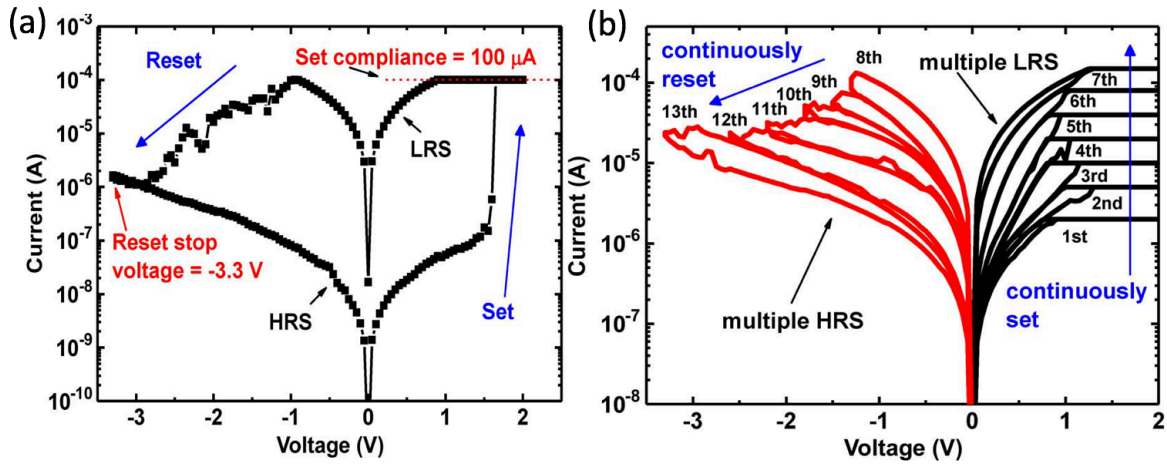 (a)
10⁻³
10⁻⁴
10⁻⁵
10⁻⁶
10⁻⁷
10⁻⁸
10⁻⁹
10⁻¹⁰
Current (A)
Reset
Set compliance = 100 μA
LRS
Reset stop
voltage = -3.3 V
HRS
Set
-3 -2 -1 0 1 2
Voltage (V)
(b)
10⁻⁴
10⁻⁵
10⁻⁶
10⁻⁷
10⁻⁸
Current (A)
continuously
reset
8th
9th
10th
11th
12th
13th
multiple LRS
7th
6th
5th
4th
3rd
2nd
1st
multiple HRS
continuously
set
-3 -2 -1 0 1 2
Voltage (V)